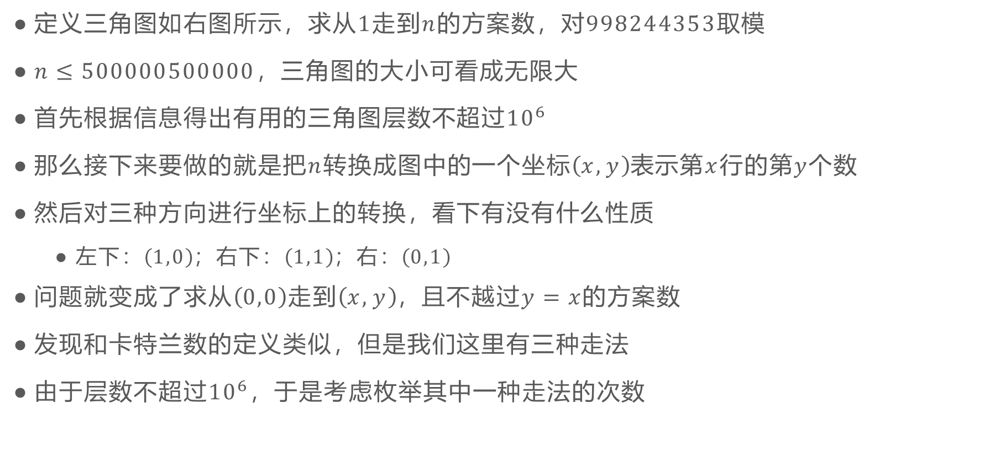 ● 定义三角图如右图所示，求从1走到n的方案数，对998244353取模
● n ≤ 500000500000，三角图的大小可看成无限大
● 首先根据信息得出有用的三角图层数不超过10⁶
● 那么接下来要做的就是把n转换成图中的一个坐标(x, y)表示第x行的第y个数
● 然后对三种方向进行坐标上的转换，看下有没有什么性质
● 左下：(1,0)；右下：(1,1)；右：(0,1)
● 问题就变成了求从(0,0)走到(x, y)，且不越过y = x的方案数
● 发现和卡特兰数的定义类似，但是我们这里有三种走法
● 由于层数不超过10⁶，于是考虑枚举其中一种走法的次数